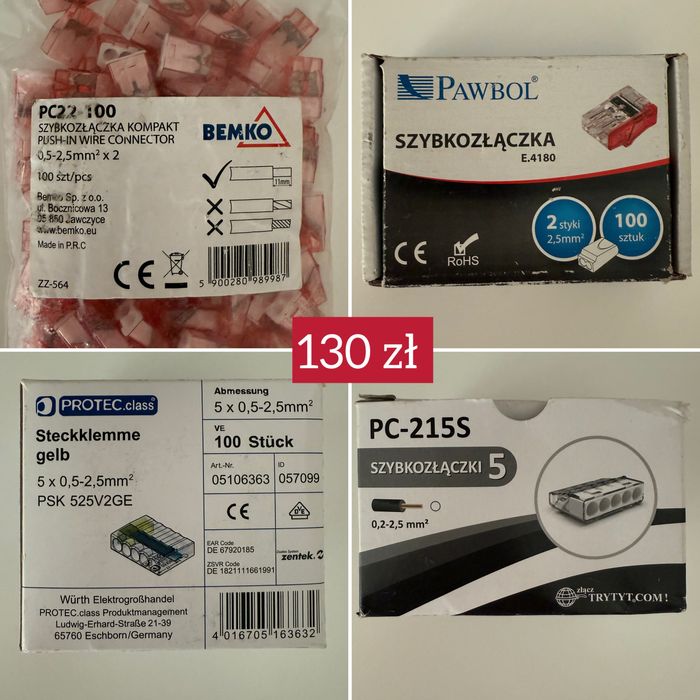 PC22-100
SZYBKOZŁĄCZKA KOMPAKT
PUSH-IN WIRE CONNECTOR
0,5-2,5mm² x 2
100 szt/pcs
Bemko Sp. z o.o.
ul. Bocznicowa 13
05-850 Jawczyce
www.bemko.eu
Made in P.R.C
ZZ-564
BEMKO
11mm
CE
5 900280 989987
PAWBOL®
SZYBKOZŁĄCZKA
E.4180
2 styki
2,5mm²
100
sztuk
CE
RoHS
130 zł
PROTEC.class®
Steckklemme
gelb
5 x 0,5-2,5mm²
PSK 525V2GE
Abmessung
5 x 0,5-2,5mm²
VE
100 Stück
Art.-Nr.
05106363
ID
057099
CE
EAR Code
DE 67920185
ZSVR Code
DE 1821111661991
Duales System
zentek
Würth Elektrogroßhandel
PROTEC.class Produktmanagement
Ludwig-Erhard-Straße 21-39
65760 Eschborn/Germany
4 016705 163632
PC-215S
SZYBKOZŁĄCZKI 5
0,2-2,5 mm²
złącz
TRYTYT.COM!